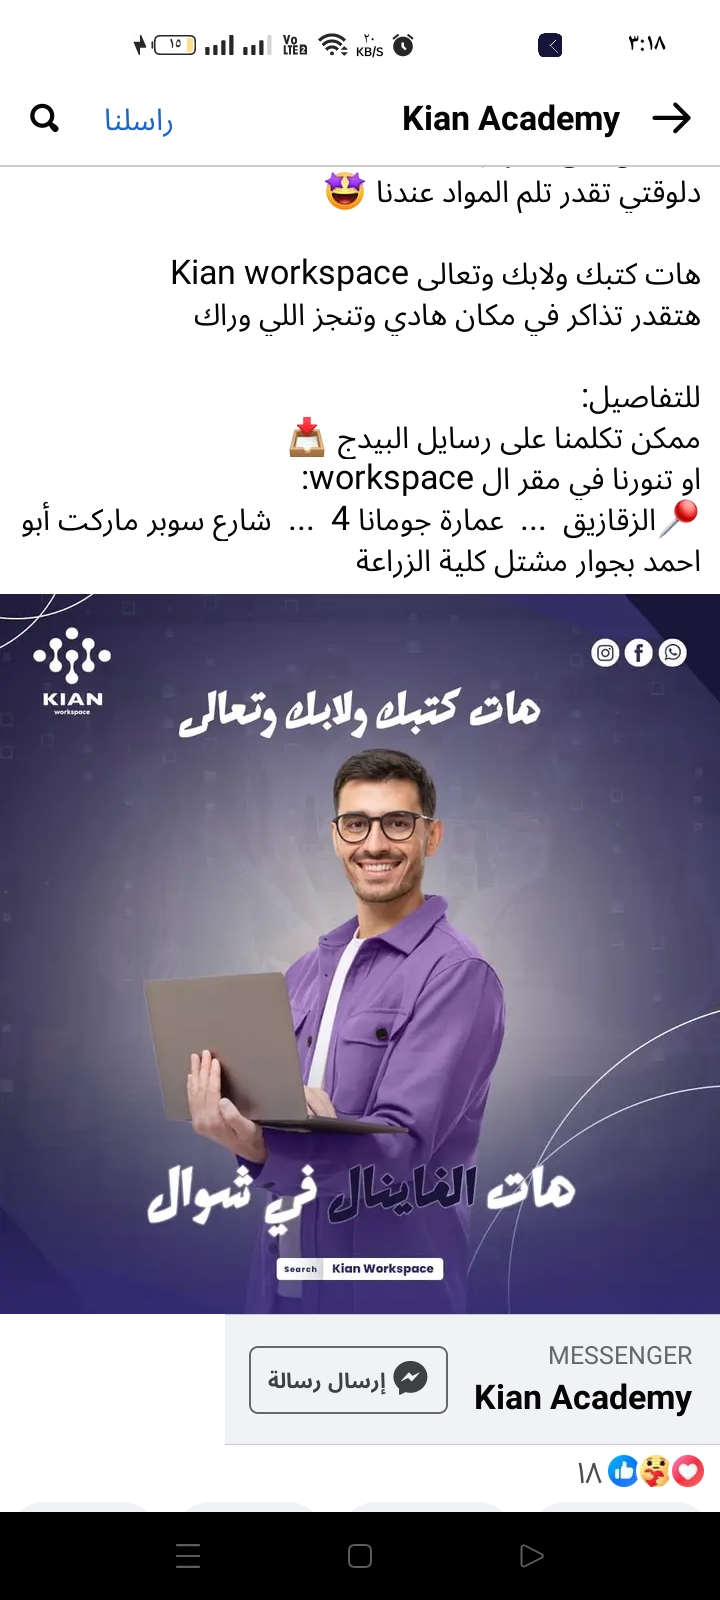 ٣:١٨
١٥
Vo LTE2
٢٠ KB/S
Kian Academy
راسلنا
دلوقتي تقدر تلم المواد عندنا 🤩
هات كتبك ولابك وتعالى Kian workspace
هتقدر تذاكر في مكان هادي وتنجز اللي وراك
للتفاصيل:
ممكن تكلمنا على رسايل البيدج 📥
او تنورنا في مقر ال workspace:
📍الزقازيق ... عمارة جومانا 4 ... شارع سوبر ماركت أبو
احمد بجوار مشتل كلية الزراعة
KIAN
workspace
هات كتبك ولابك وتعالى
هات الفاينال في شوال
Search Kian Workspace
MESSENGER
Kian Academy
إرسال رسالة
١٨